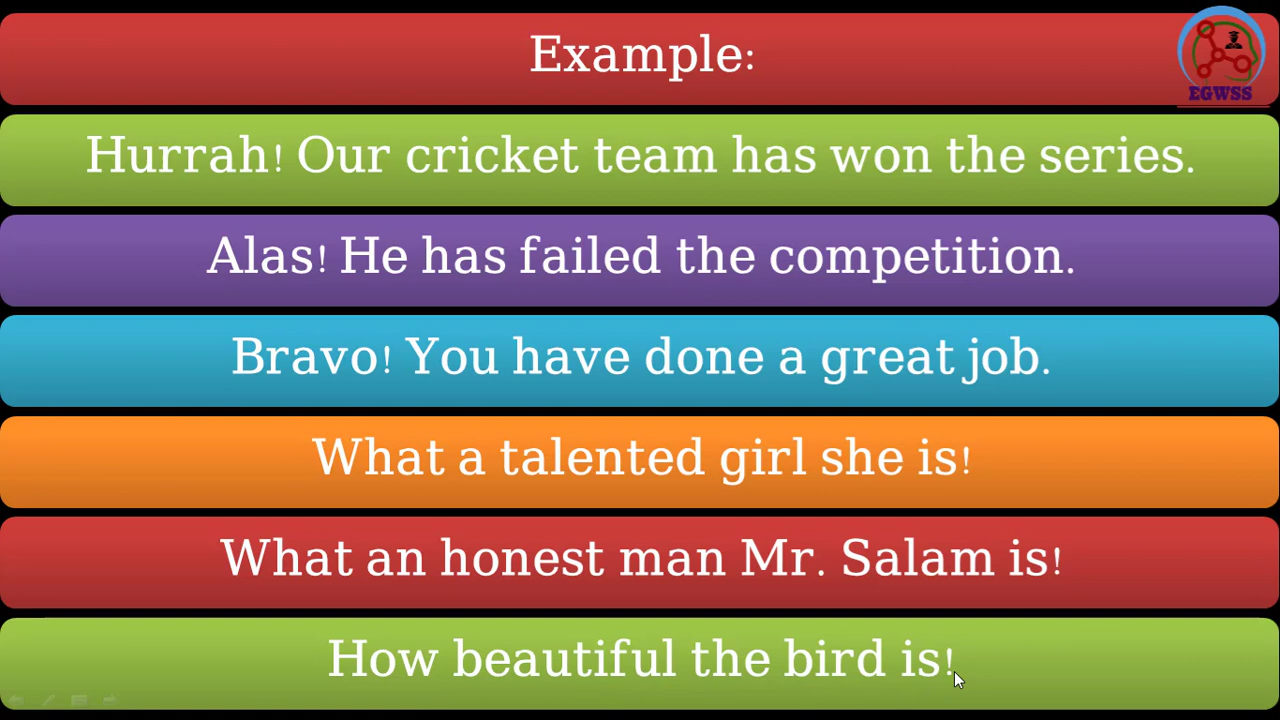 Example:
EGWSS
Hurrah! Our cricket team has won the series.
Alas! He has failed the competition.
Bravo! You have done a great job.
What a talented girl she is!
What an honest man Mr. Salam is!
How beautiful the bird is!